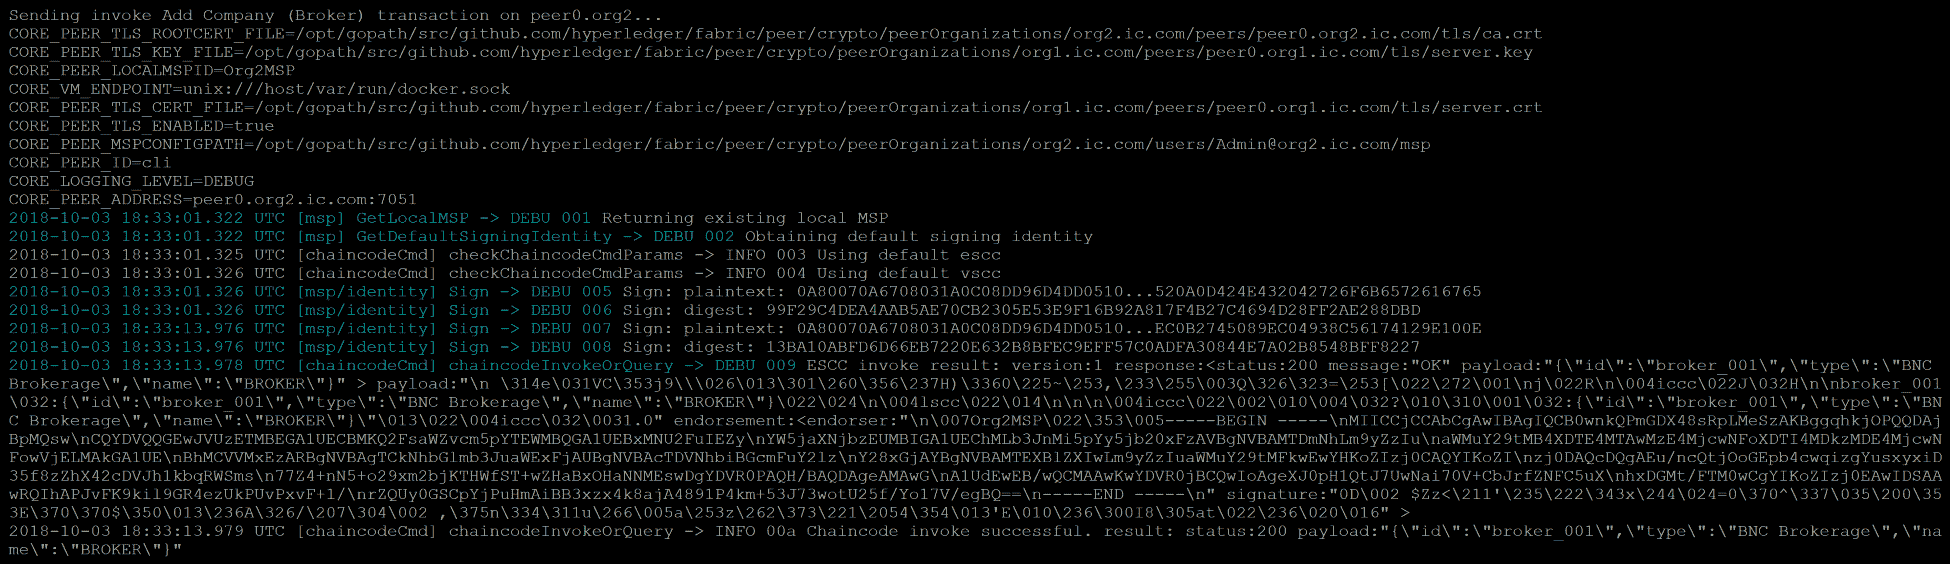 Sending invoke Add Company (Broker) transaction on peer0.org2...
CORE_PEER_TLS_ROOTCERT_FILE=/opt/gopath/src/github.com/hyperledger/fabric/peer/crypto/peerOrganizations/org2.ic.com/peers/peer0.org2.ic.com/tls/ca.crt
CORE_PEER_TLS_KEY_FILE=/opt/gopath/src/github.com/hyperledger/fabric/peer/crypto/peerOrganizations/org1.ic.com/peers/peer0.org1.ic.com/tls/server.key
CORE_PEER_LOCALMSPID=Org2MSP
CORE_VM_ENDPOINT=unix:///host/var/run/docker.sock
CORE_PEER_TLS_CERT_FILE=/opt/gopath/src/github.com/hyperledger/fabric/peer/crypto/peerOrganizations/org1.ic.com/peers/peer0.org1.ic.com/tls/server.crt
CORE_PEER_TLS_ENABLED=true
CORE_PEER_MSPCONFIGPATH=/opt/gopath/src/github.com/hyperledger/fabric/peer/crypto/peerOrganizations/org2.ic.com/users/Admin@org2.ic.com/msp
CORE_PEER_ID=cli
CORE_LOGGING_LEVEL=DEBUG
CORE_PEER_ADDRESS=peer0.org2.ic.com:7051
2018-10-03 18:33:01.322 UTC [msp] GetLocalMSP -> DEBU 001 Returning existing local MSP
2018-10-03 18:33:01.322 UTC [msp] GetDefaultSigningIdentity -> DEBU 002 Obtaining default signing identity
2018-10-03 18:33:01.325 UTC [chaincodeCmd] checkChaincodeCmdParams -> INFO 003 Using default escc
2018-10-03 18:33:01.326 UTC [chaincodeCmd] checkChaincodeCmdParams -> INFO 004 Using default vscc
2018-10-03 18:33:01.326 UTC [msp/identity] Sign -> DEBU 005 Sign: plaintext: 0A80070A6708031A0C08DD96D4DD0510...520A0D424E432042726F6B6572616765
2018-10-03 18:33:01.326 UTC [msp/identity] Sign -> DEBU 006 Sign: digest: 99F29C4DEA4AAB5AE70CB2305E53E9F16B92A817F4B27C4694D28FF2AE288DBD
2018-10-03 18:33:13.976 UTC [msp/identity] Sign -> DEBU 007 Sign: plaintext: 0A80070A6708031A0C08DD96D4DD0510...EC0B2745089EC04938C56174129E100E
2018-10-03 18:33:13.976 UTC [msp/identity] Sign -> DEBU 008 Sign: digest: 13BA10ABFD6D66EB7220E632B8BFEC9EFF57C0ADFA30844E7A02B8548BFF8227
2018-10-03 18:33:13.978 UTC [chaincodeCmd] chaincodeInvokeOrQuery -> DEBU 009 ESCC invoke result: version:1 response:<status:200 message:"OK" payload:"{\"id\":\"broker_001\",\"type\":\"BNC
Brokerage\",\"name\":\"BROKER\"}" > payload:"\n \314e\031VC\353j9\\\026\013\301\260\356\237H)\3360\225~\253,\233\255\003Q\326\323=\253[\022\272\001\nj\022R\n\004iccc\022J\032H\n\nbroker_001
\032:{\"id\":\"broker_001\",\"type\":\"BNC Brokerage\",\"name\":\"BROKER\"}\022\024\n\004lscc\022\014\n\n\n\004iccc\022\002\010\004\032?\010\310\001\032:{\"id\":\"broker_001\",\"type\":\"BN
C Brokerage\",\"name\":\"BROKER\"}\"\013\022\004iccc\032\0031.0" endorsement:<endorser:"\n\007Org2MSP\022\353\005-----BEGIN -----\nMIICCjCCAbCgAwIBAgIQCB0wnkQPmGDX48sRpLMeSzAKBggqhkjOPQQDAj
BpMQsw\nCQYDVQQGEwJVUzETMBEGA1UECBMKQ2FsaWZvcm5pYTEWMBQGA1UEBxMNU2FuIEZy\nYW5jaXNjbzEUMBIGA1UEChMLb3JnMi5pYy5jb20xFzAVBgNVBAMTDmNhLm9yZzIu\naWMuY29tMB4XDTE4MTAwMzE4MjcwNFoXDTI4MDkzMDE4MjcwN
FowVjELMAkGA1UE\nBhMCVVMxEzARBgNVBAgTCkNhbGlmb3JuaWExFjAUBgNVBAcTDVNhbiBGcmFuY2lz\nY28xGjAYBgNVBAMTEXBlZXIwLm9yZzIuaWMuY29tMFkwEwYHKoZIzj0CAQYIKoZI\nzj0DAQcDQgAEu/ncQtjOoGEpb4cwqizgYusxyxiD
35f8zZhX42cDVJh1kbqRWSms\n77Z4+nN5+o29xm2bjKTHWfST+wZHaBxOHaNNMEswDgYDVR0PAQH/BAQDAgeAMAwG\nA1UdEwEB/wQCMAAwKwYDVR0jBCQwIoAgeXJ0pH1QtJ7UwNai70V+CbJrfZNFC5uX\nhxDGMt/FTM0wCgYIKoZIzj0EAwIDSAA
wRQIhAPJvFK9kil9GR4ezUkPUvPxvF+l/\nrZQUy0GSCpYjPuHmAiBB3xzx4k8ajA4891P4km+53J73wotU25f/Yo17V/egBQ==\n-----END -----\n" signature:"0D\002 $Zz<\2l1'\235\222\343x\244\024=0\370^\337\035\200\35
3E\370\370$\350\013\236A\326/\207\304\002 ,\375n\334\311u\266\005a\253z\262\373\221\2054\354\013'E\010\236\300I8\305at\022\236\020\016" >
2018-10-03 18:33:13.979 UTC [chaincodeCmd] chaincodeInvokeOrQuery -> INFO 00a Chaincode invoke successful. result: status:200 payload:"{\"id\":\"broker_001\",\"type\":\"BNC Brokerage\",\"na
me\":\"BROKER\"}"